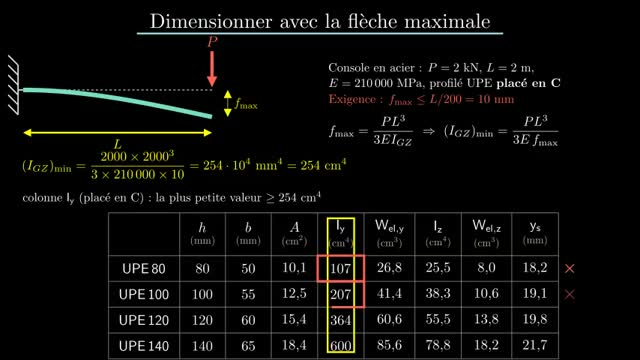 Dimensionner avec la flèche maximale
P
Console en acier : P = 2 kN, L = 2 m,
E = 210 000 MPa, profilé UPE placé en C
Exigence : f_max ≤ L/200 = 10 mm
f_max
f_max = PL³/3EI_GZ ⇒ (I_GZ)_min = PL³/3E f_max
L
(I_GZ)_min = 2000 × 2000³/3 × 210 000 × 10 = 254 · 10⁴ mm⁴ = 254 cm⁴
colonne I_y (placé en C) : la plus petite valeur ≥ 254 cm⁴
h b A I_y W_el,y I_z W_el,z y_s
(mm) (mm) (cm²) (cm⁴) (cm³) (cm⁴) (cm³) (mm)
UPE 80 80 50 10,1 107 26,8 25,5 8,0 18,2 ×
UPE 100 100 55 12,5 207 41,4 38,3 10,6 19,1 ×
UPE 120 120 60 15,4 364 60,6 55,5 13,8 19,8
UPE 140 140 65 18,4 600 85,6 78,8 18,2 21,7